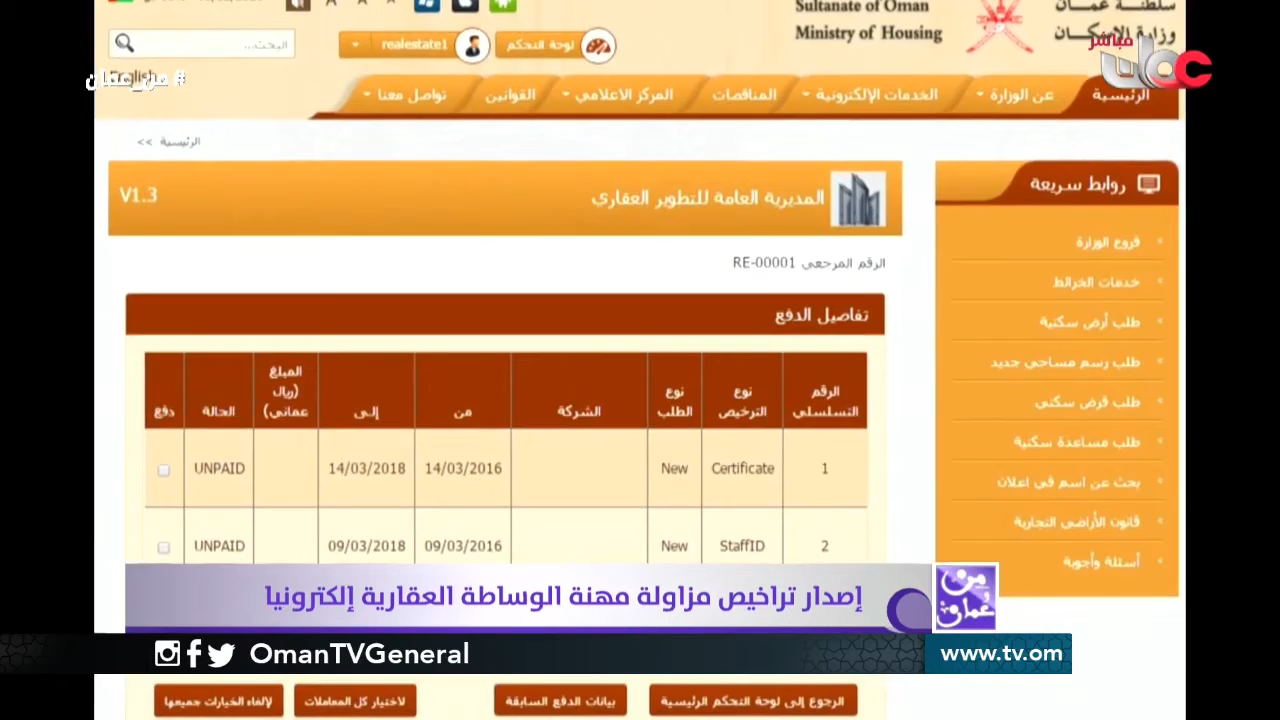 Sultanate of Oman
Ministry of Housing
سلطنة عمان
وزارة الإسكان
مباشر
البحث...
realestate1
لوحة التحكم
English
#من_عمان
الرئيسية
عن الوزارة
الخدمات الإلكترونية
المناقصات
المركز الاعلامي
القوانين
تواصل معنا
الرئيسية >>
روابط سريعة
فروع الوزارة
خدمات الخرائط
طلب أرض سكنية
طلب رسم مساحي جديد
طلب قرض سكني
طلب مساعدة سكنية
بحث عن اسم في اعلان
قانون الأراضي التجارية
أسئلة وأجوبة
المديرية العامة للتطوير العقاري
V1.3
الرقم المرجعي RE-00001
تفاصيل الدفع
الرقم التسلسلي نوع الترخيص نوع الطلب الشركة من إلى المبلغ (ريال عماني) الحالة دفع
1 Certificate New 14/03/2016 14/03/2018 UNPAID
2 StaffID New 09/03/2016 09/03/2018 UNPAID
إصدار تراخيص مزاولة مهنة الوساطة العقارية إلكترونيا
من عمان
OmanTVGeneral
www.tv.om
الرجوع إلى لوحة التحكم الرئيسية
بيانات الدفع السابقة
لاختيار كل المعاملات
لإلغاء الخيارات جميعها